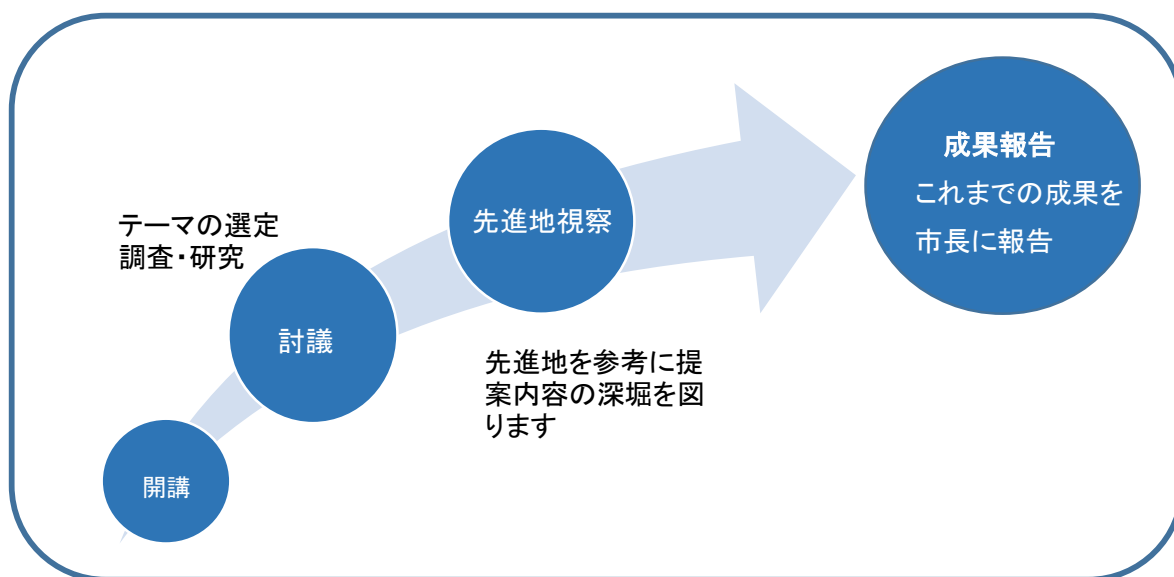 開講
テーマの選定
調査・研究
討議
先進地視察
先進地を参考に提
案内容の深堀を図
ります
成果報告
これまでの成果を
市長に報告